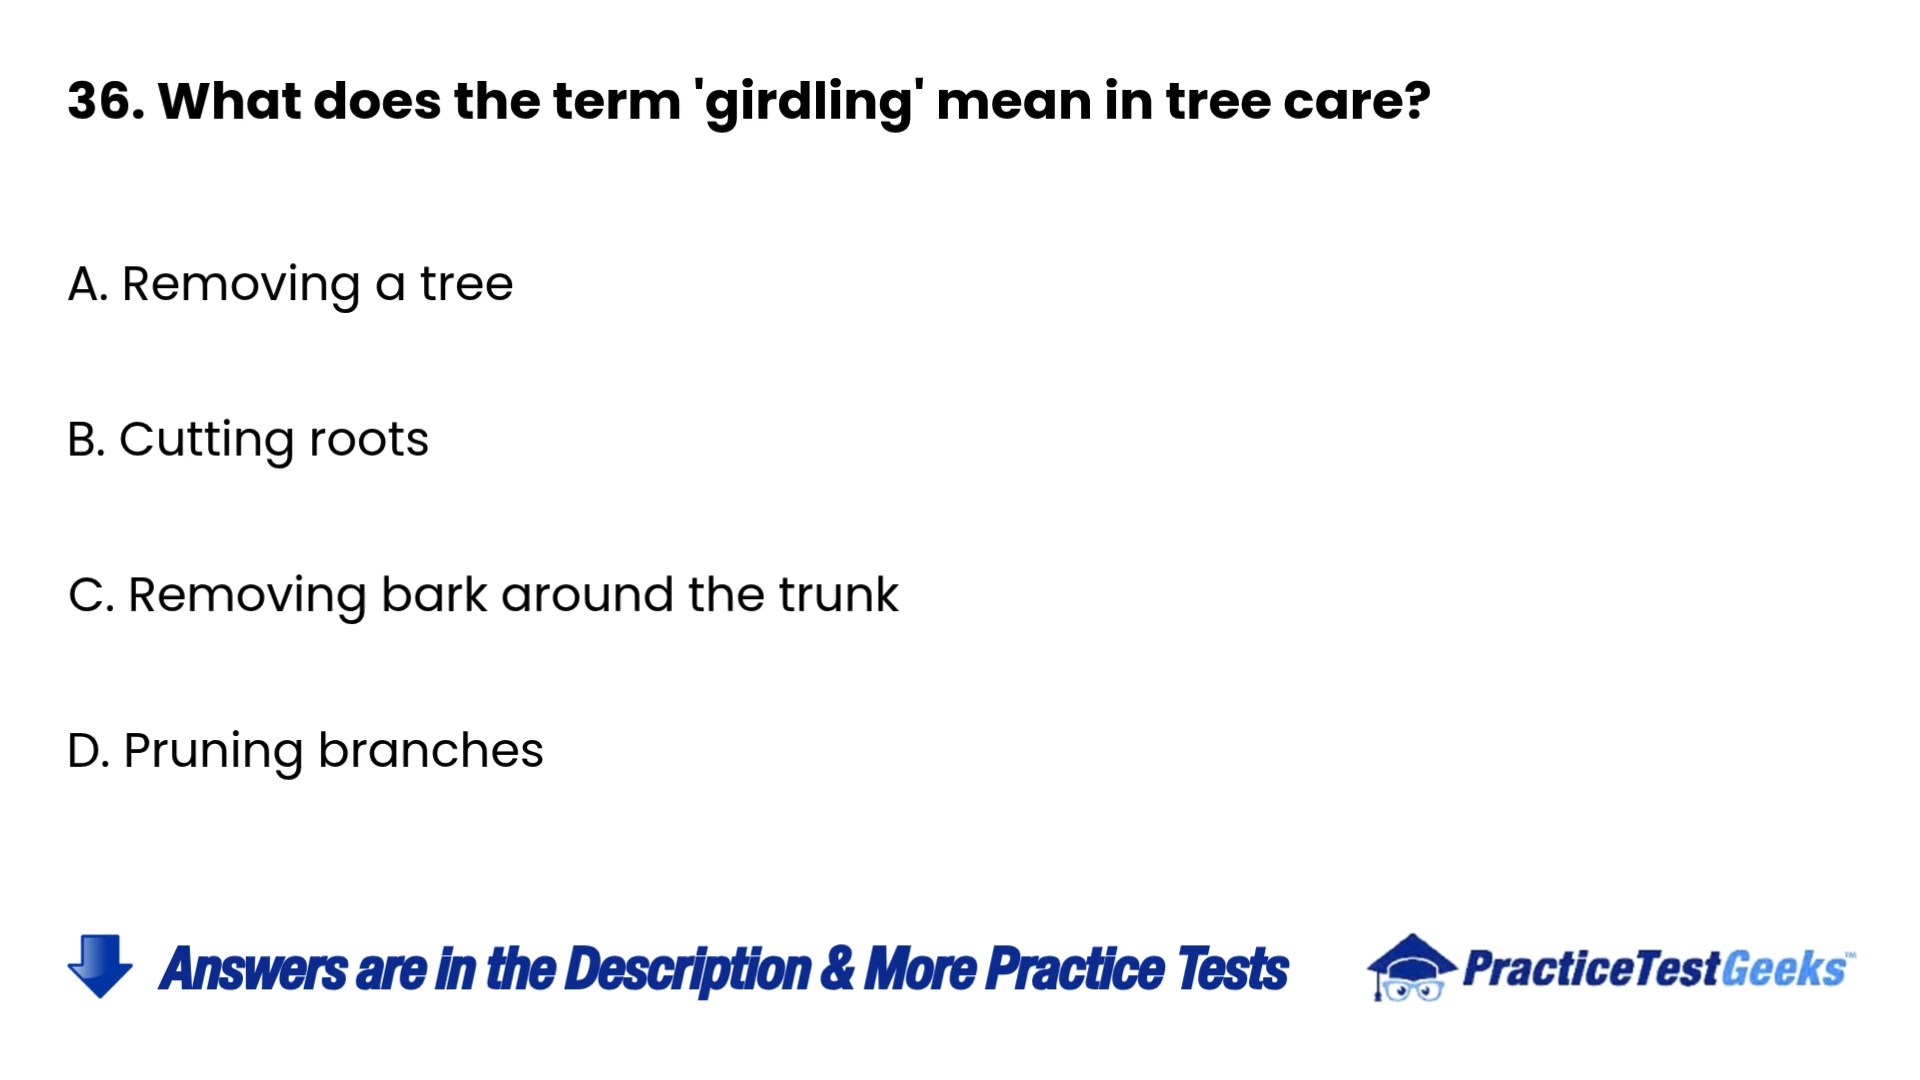 36. What does the term 'girdling' mean in tree care?
A. Removing a tree
B. Cutting roots
C. Removing bark around the trunk
D. Pruning branches
Answers are in the Description & More Practice Tests
PracticeTestGeeks™